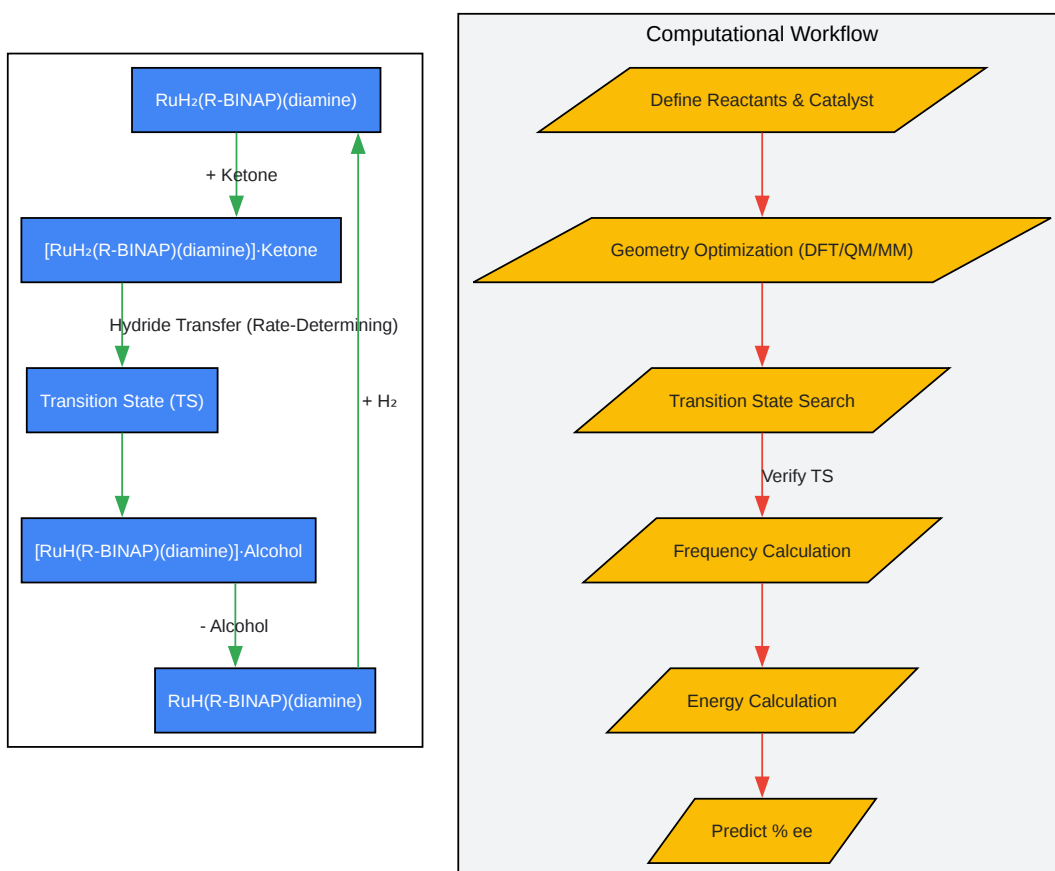 RuH₂(R-BINAP)(diamine)
+ Ketone
[RuH₂(R-BINAP)(diamine)]·Ketone
Hydride Transfer (Rate-Determining)
Transition State (TS)
+ H₂
[RuH(R-BINAP)(diamine)]·Alcohol
- Alcohol
RuH(R-BINAP)(diamine)
Computational Workflow
Define Reactants & Catalyst
Geometry Optimization (DFT/QM/MM)
Transition State Search
Verify TS
Frequency Calculation
Energy Calculation
Predict % ee